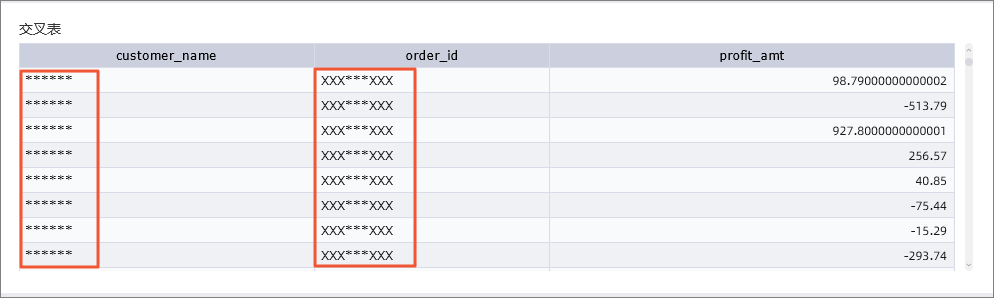 交叉表
customer_name order_id profit_amt
****** XXX***XXX 98.79000000000002
****** XXX***XXX -513.79
****** XXX***XXX 927.8000000000001
****** XXX***XXX 256.57
****** XXX***XXX 40.85
****** XXX***XXX -75.44
****** XXX***XXX -15.29
****** XXX***XXX -293.74